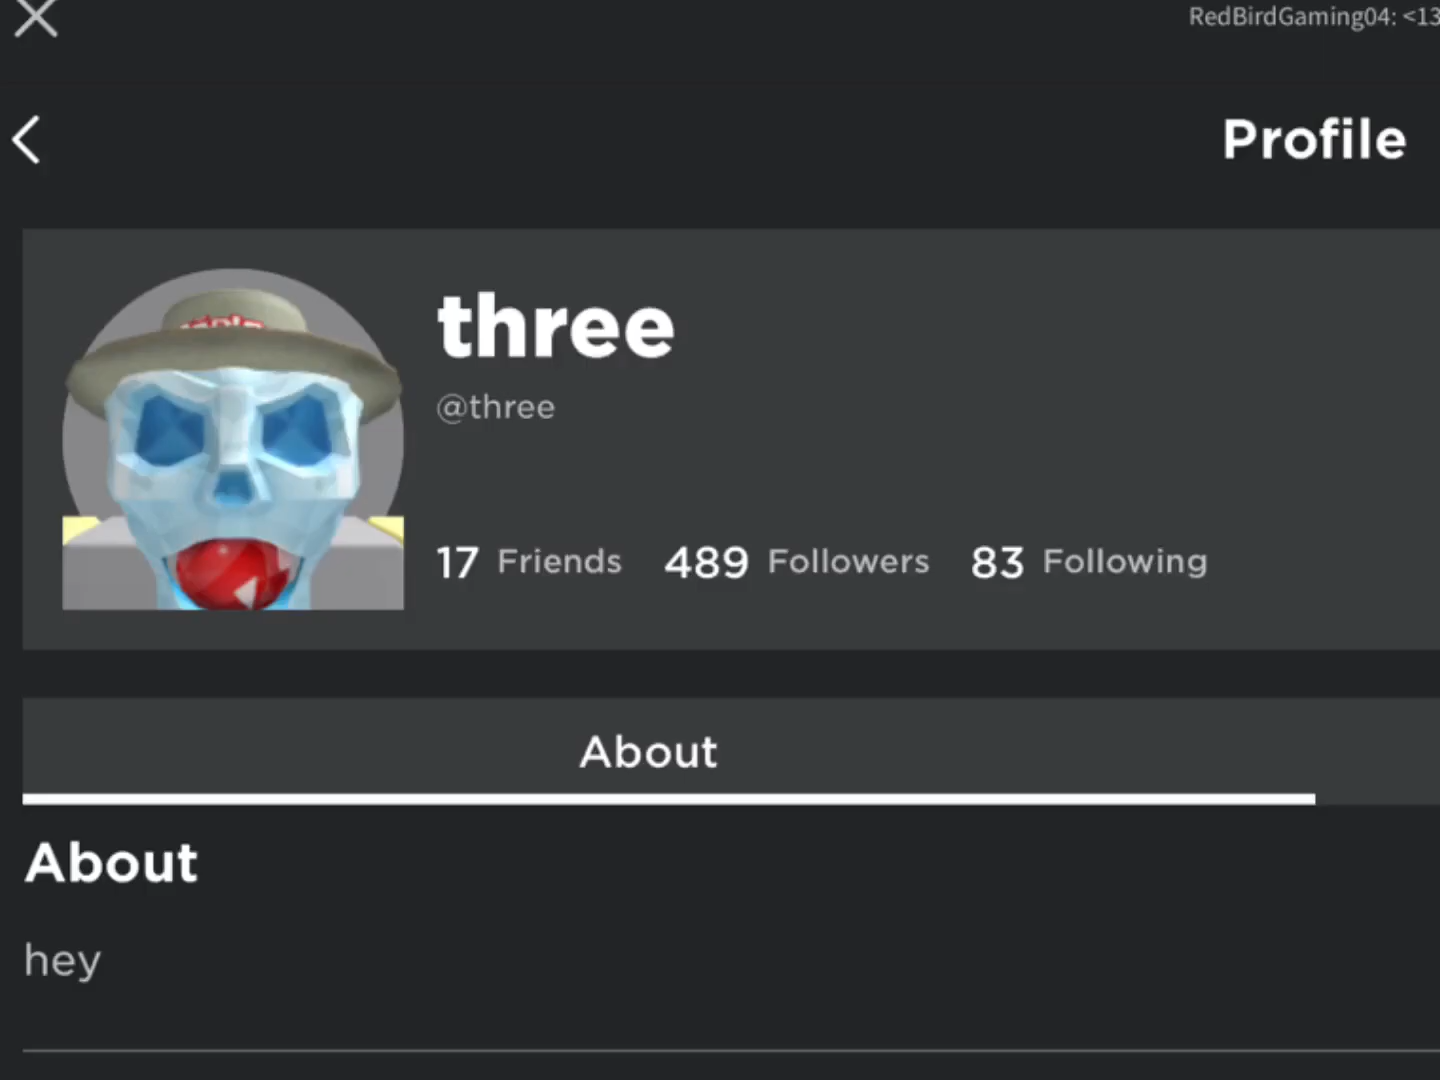 RedBirdGaming04: <13
Profile
three
@three
17 Friends 489 Followers 83 Following
About
About
hey